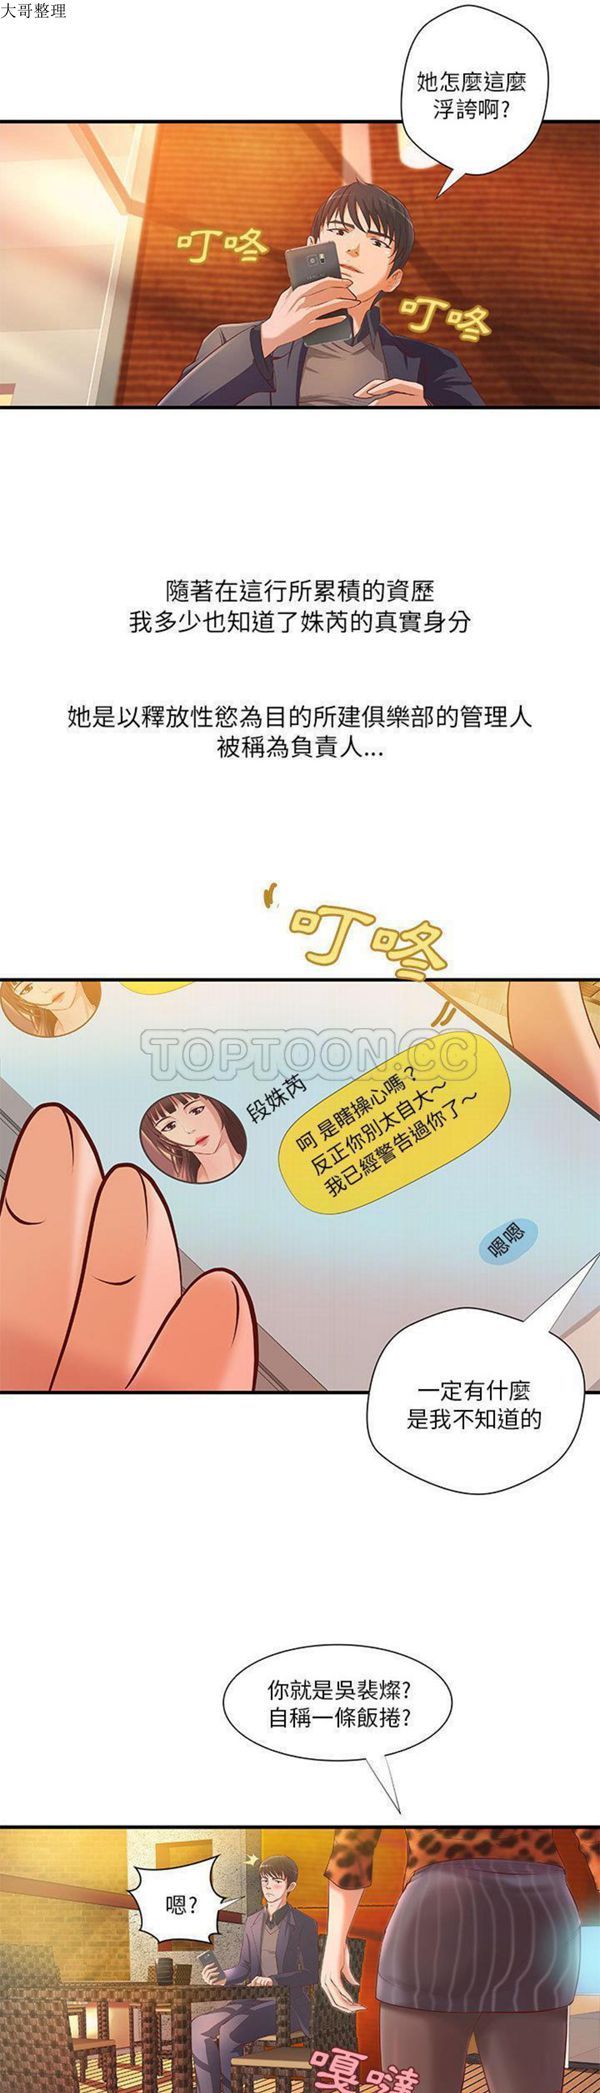 大哥整理
她怎麼這麼
浮誇啊?
叮咚
叮咚
隨著在這行所累積的資歷
我多少也知道了姝芮的真實身分
她是以釋放性慾為目的所建俱樂部的管理人
被稱為負責人...
叮咚
TOPTOON.CC
段姝芮
呵 是瞎操心嗎？
反正你別太自大～
我已經警告過你了～
嗯嗯
一定有什麼
是我不知道的
你就是吳裴燦?
自稱一條飯捲?
嗯?
嘎噠